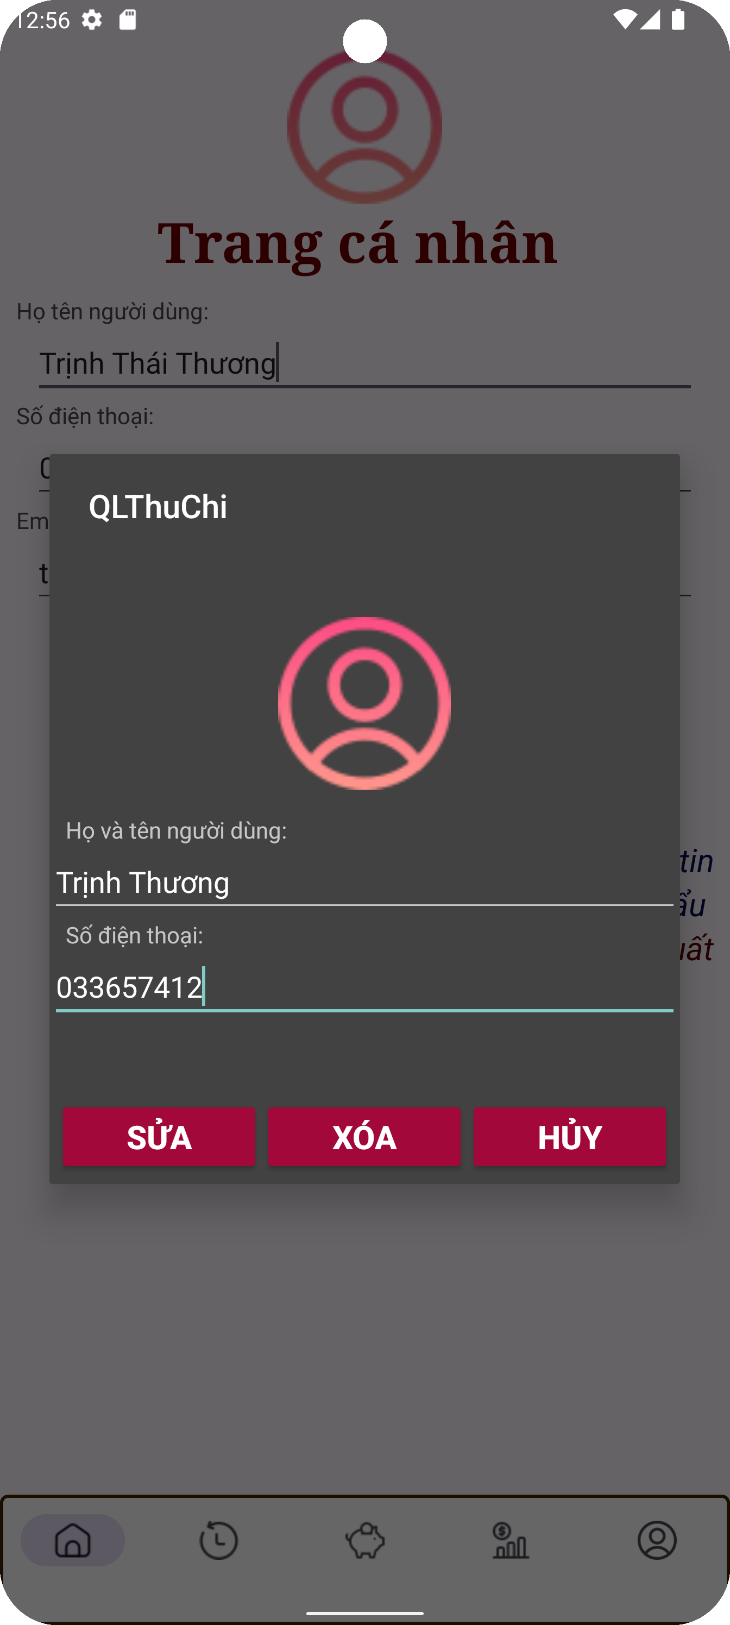 12:56
Trang cá nhân
Họ tên người dùng:
Trịnh Thái Thương
Số điện thoại:
QLThuChi
Họ và tên người dùng:
Trịnh Thương
Số điện thoại:
033657412
tin
SỬA XÓA HỦY